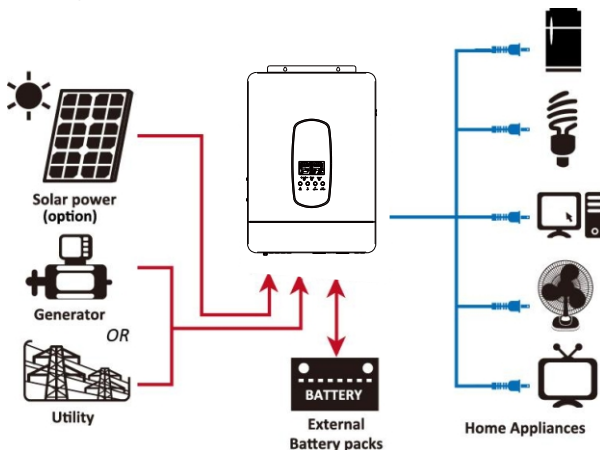 Solar power
(option)
Generator
OR
Utility
BATTERY
External
Battery packs
Home Appliances